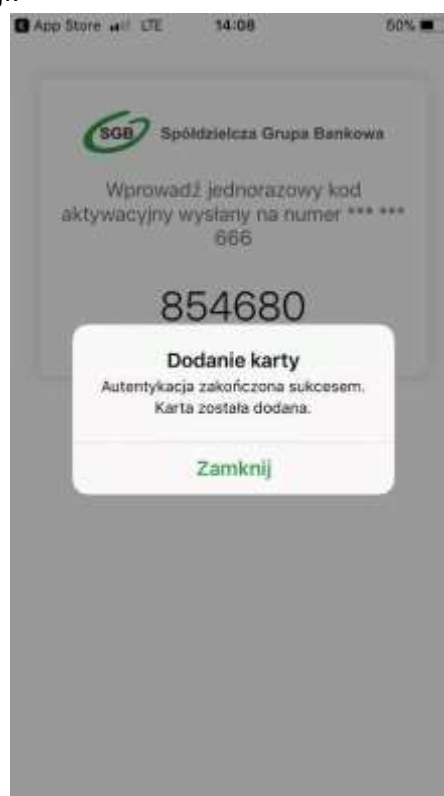 App Store LTE 14:08 50%
SGB Spółdzielcza Grupa Bankowa
Wprowadź jednorazowy kod
aktywacyjny wysłany na numer *** ***
666
854680
Dodanie karty
Autentykacja zakończona sukcesem.
Karta została dodana.
Zamknij